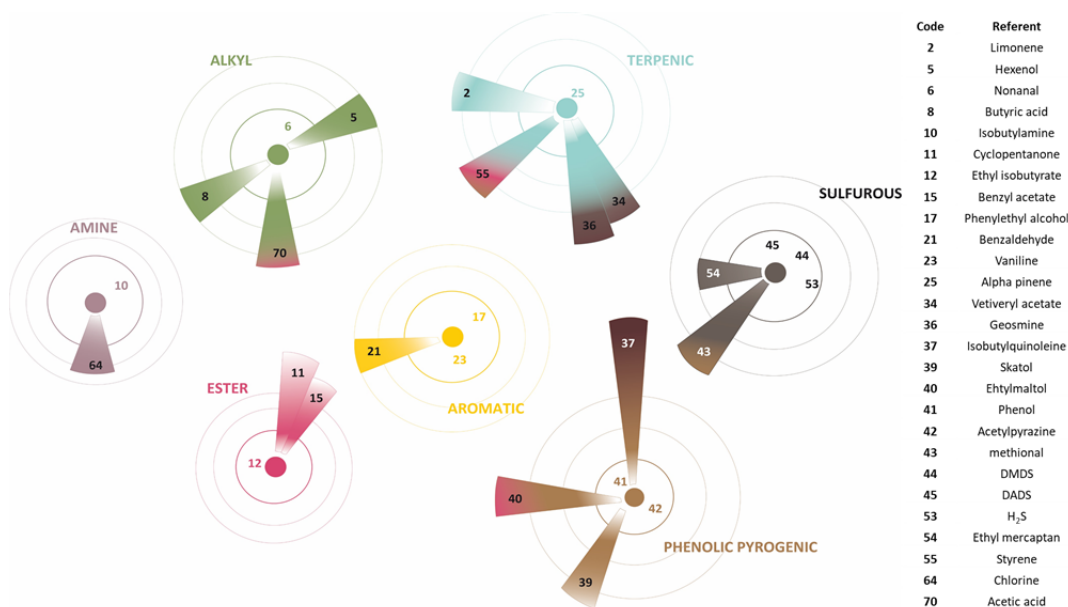 ALKYL
6
5
8
70
TERPENIC
2
25
55
34
36
SULFUROUS
45
44
53
54
43
AMINE
10
64
AROMATIC
17
23
21
ESTER
11
15
12
PHENOLIC PYROGENIC
37
41
42
40
39
Code Referent
2 Limonene
5 Hexenol
6 Nonanal
8 Butyric acid
10 Isobutylamine
11 Cyclopentanone
12 Ethyl isobutyrate
15 Benzyl acetate
17 Phenylethyl alcohol
21 Benzaldehyde
23 Vaniline
25 Alpha pinene
34 Vetiveryl acetate
36 Geosmine
37 Isobutylquinoleine
39 Skatol
40 Ehtylmaltol
41 Phenol
42 Acetylpyrazine
43 methional
44 DMDS
45 DADS
53 H₂S
54 Ethyl mercaptan
55 Styrene
64 Chlorine
70 Acetic acid